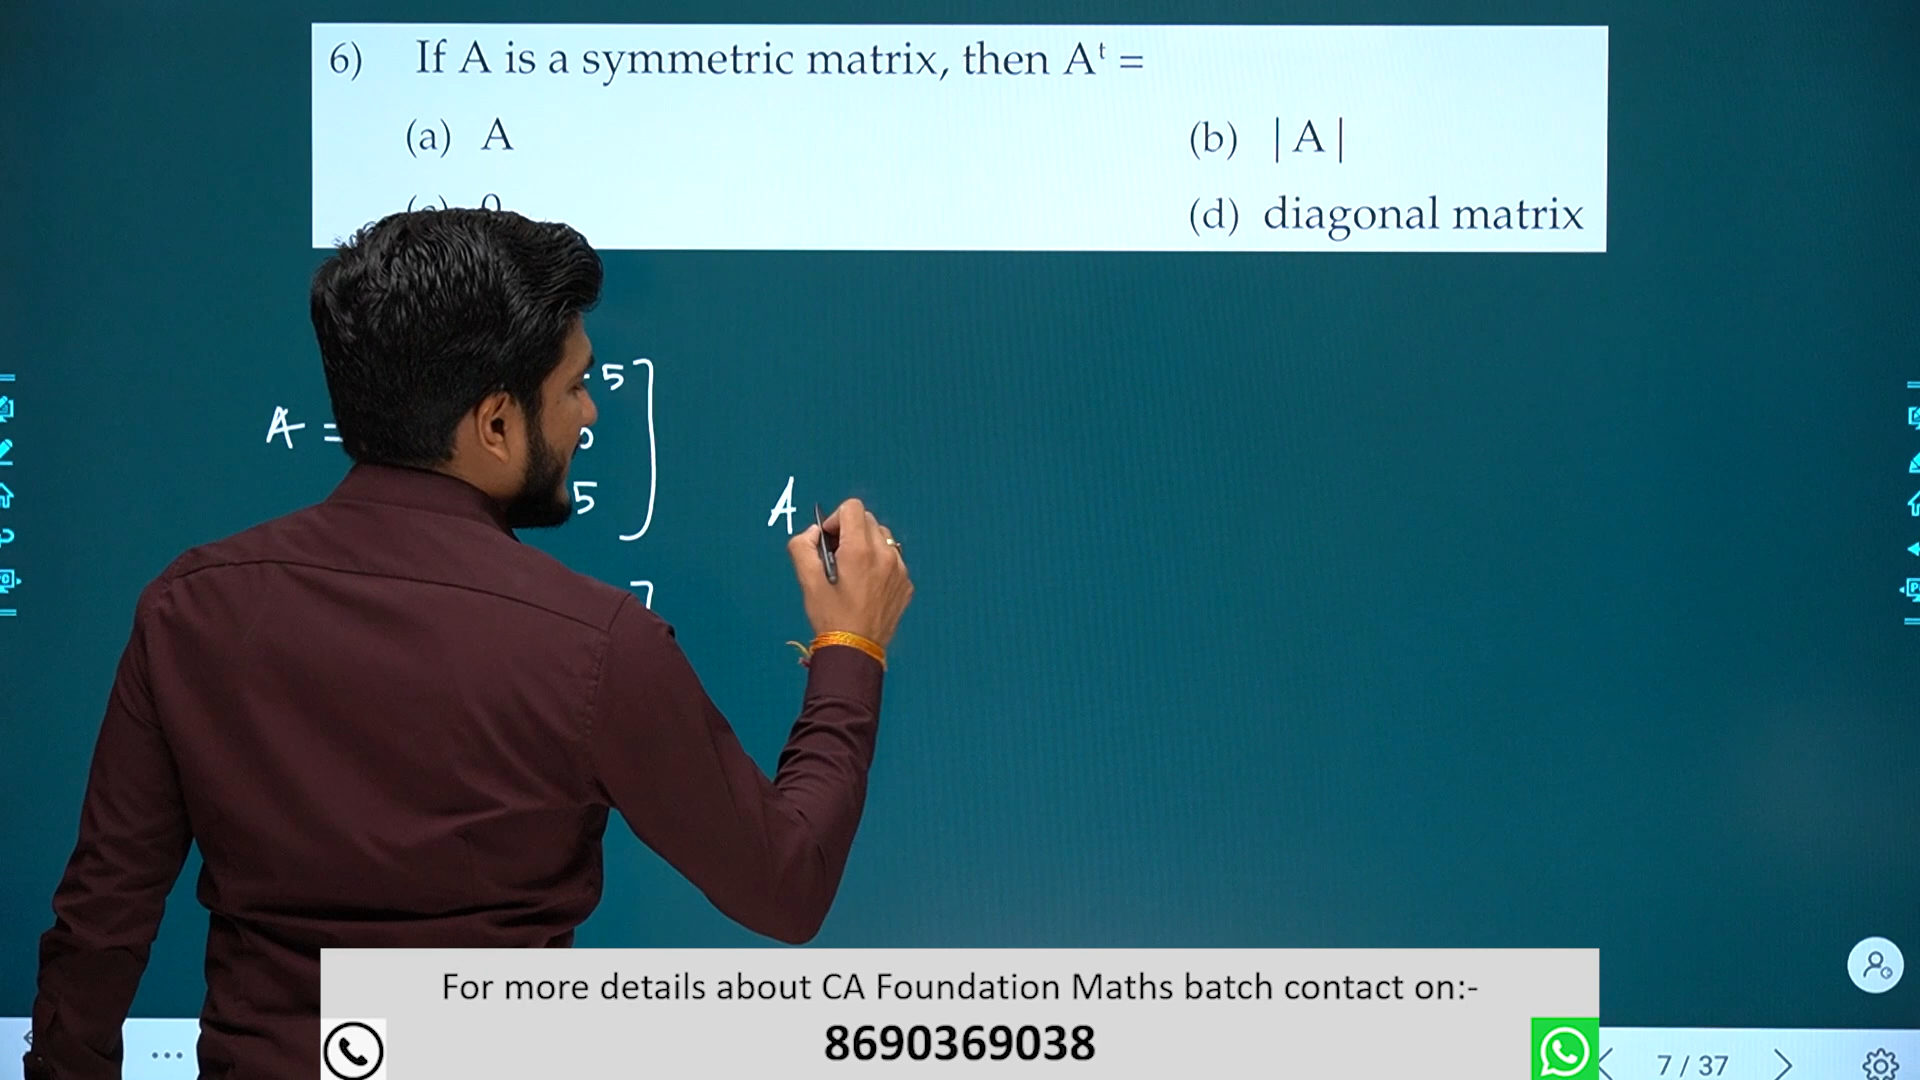 6) If A is a symmetric matrix, then Aᵗ =
(a) A
(b) |A|
(c) 0
(d) diagonal matrix
5
A =
5
A
For more details about CA Foundation Maths batch contact on:-
8690369038
7 / 37